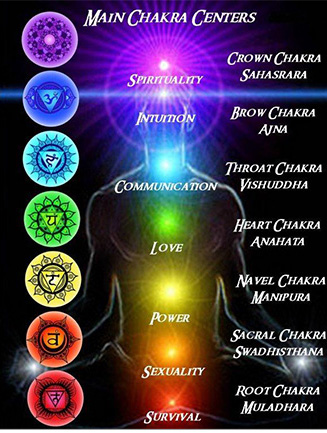 Main Chakra Centers
Crown Chakra
Sahasrara
Spirituality
Brow Chakra
Ajna
Intuition
ॐ
Throat Chakra
Vishuddha
Communication
Heart Chakra
Anahata
Love
Navel Chakra
Manipura
Power
Sacral Chakra
Swadhisthana
Sexuality
Root Chakra
Muladhara
Survival